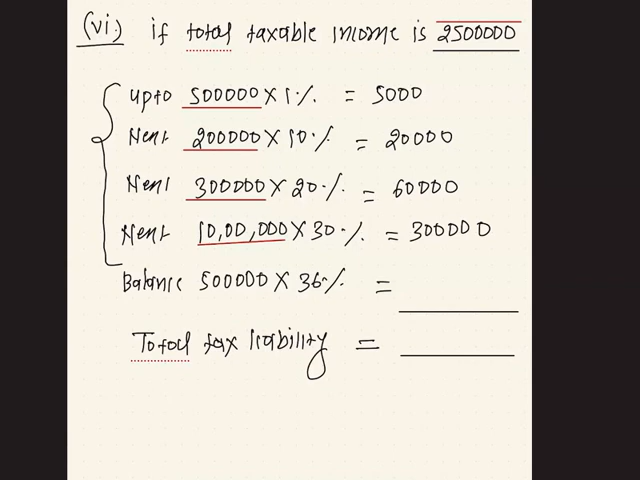 (vi) if total taxable income is 2500000
upto 500000 X 1% = 5000
Next 200000 X 10% = 20000
Next 300000 X 20% = 60000
Next 10,00,000 X 30% = 300000
Balance 500000 X 36% =
Total tax liability =